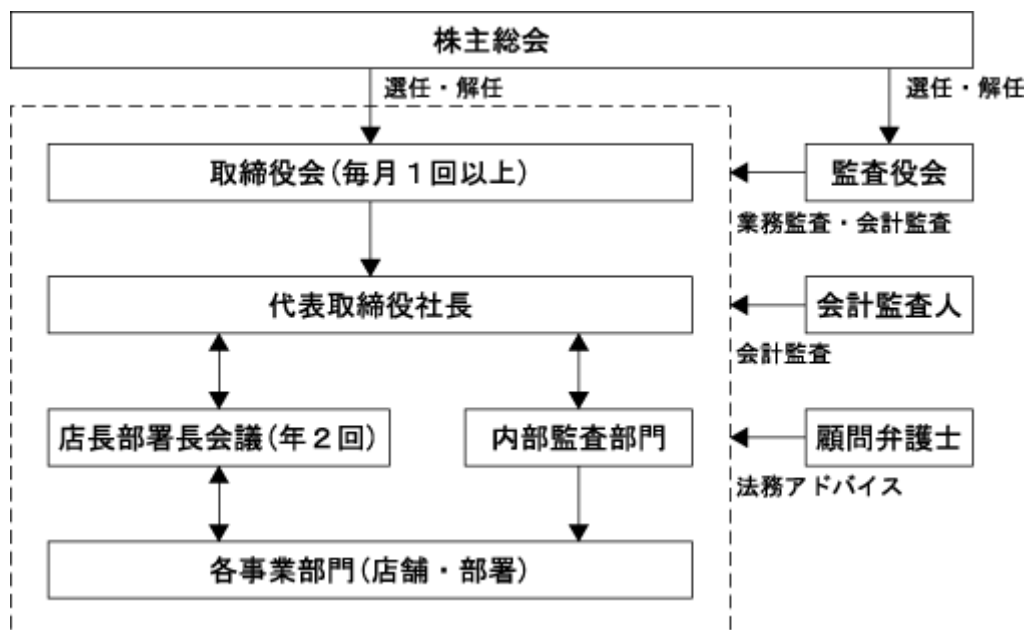 株主総会
選任・解任
選任・解任
取締役会(毎月１回以上)
監査役会
業務監査・会計監査
代表取締役社長
会計監査人
会計監査
店長部署長会議(年２回)
内部監査部門
顧問弁護士
法務アドバイス
各事業部門(店舗・部署)